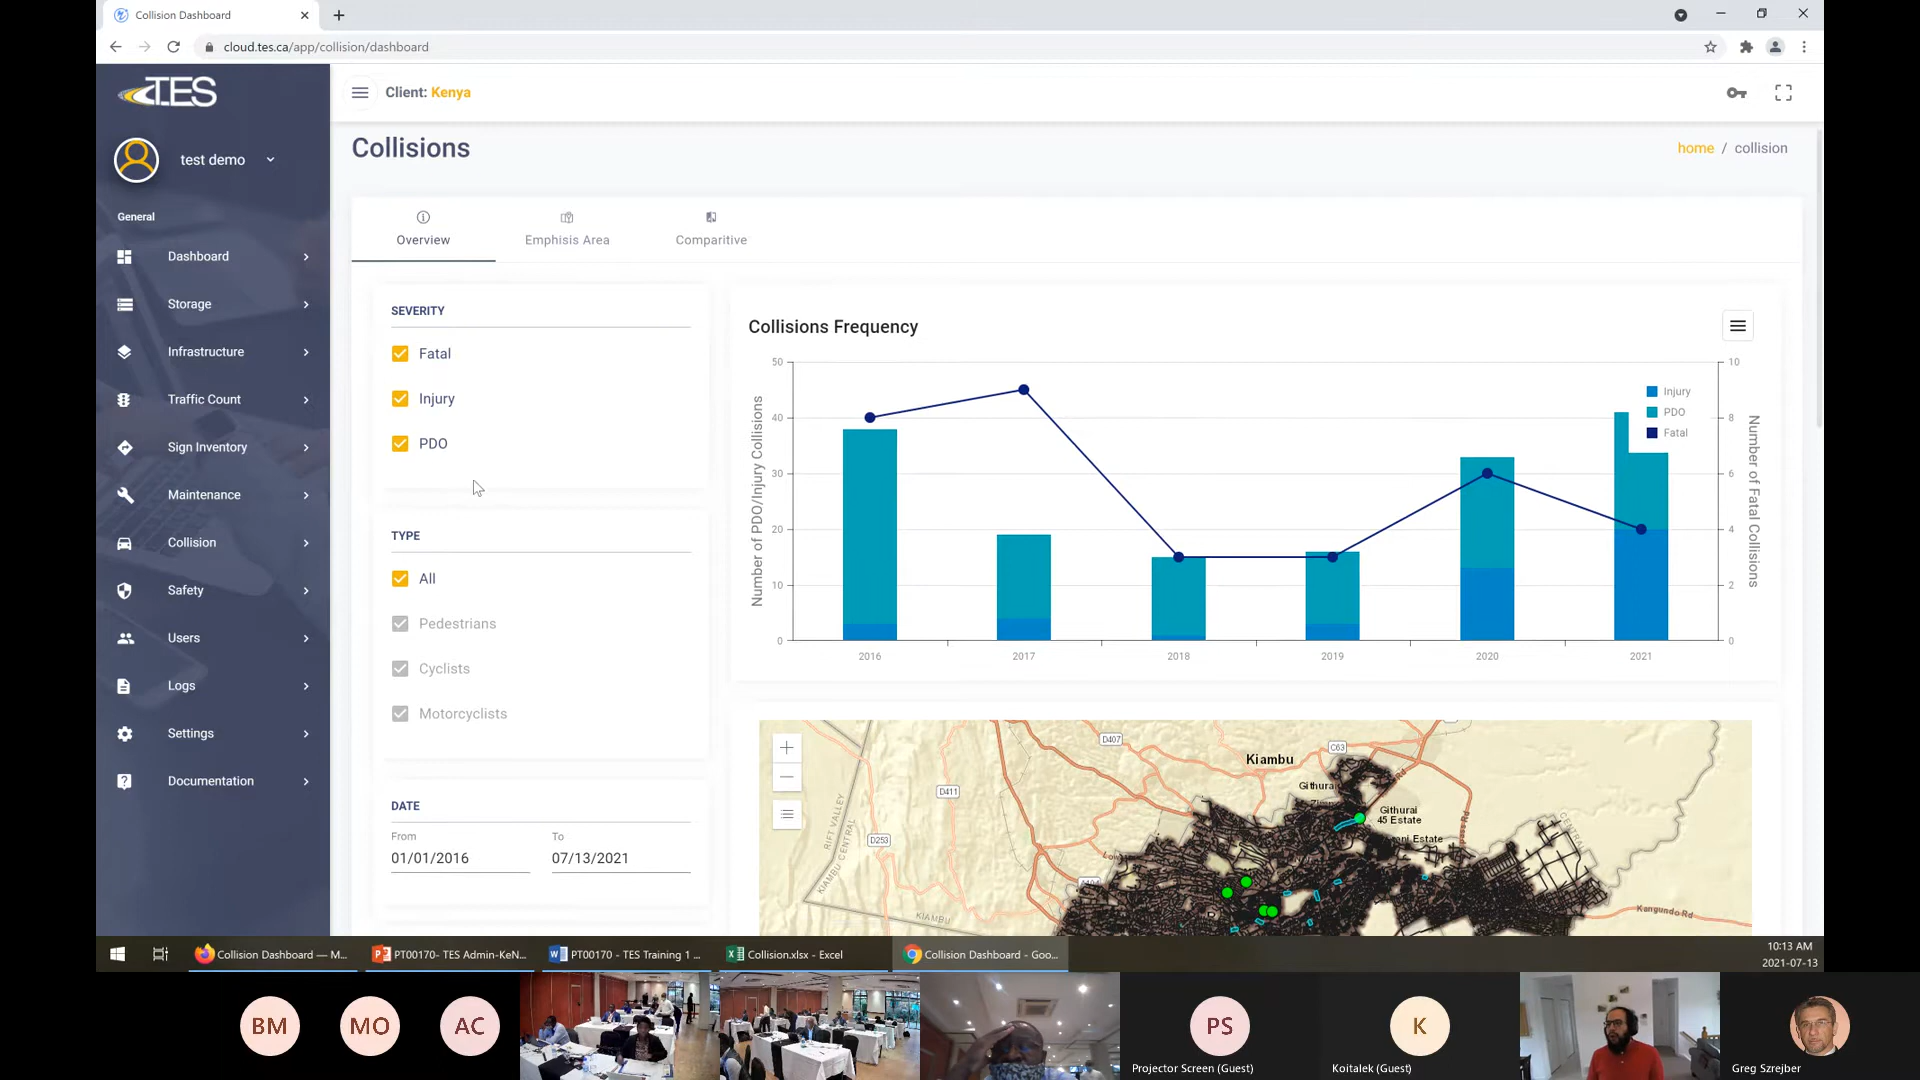 Collision Dashboard
cloud.tes.ca/app/collision/dashboard
TES
Client: Kenya
test demo
General
Dashboard
Storage
Infrastructure
Traffic Count
Sign Inventory
Maintenance
Collision
Safety
Users
Logs
Settings
Documentation
Collisions
home / collision
Overview
Emphisis Area
Comparitive
SEVERITY
Fatal
Injury
PDO
TYPE
All
Pedestrians
Cyclists
Motorcyclists
DATE
From
To
01/01/2016
07/13/2021
Collisions Frequency
Number of PDO/Injury Collisions
50
40
30
20
10
0
10
8
6
4
2
0
Number of Fatal Collisions
Injury
PDO
Fatal
2016
2017
2018
2019
2020
2021
D407
C63
Kiambu
D411
Githurai
45 Estate
D253
RIFT VALLEY
CENTRAL
KIAMBU
KIAMBU
Kangundo Rd
Collision Dashboard — M...
PT00170- TES Admin-KeN...
PT00170 - TES Training 1 ...
Collision.xlsx - Excel
Collision Dashboard - Goo...
10:13 AM
2021-07-13
BM
MO
AC
PS
K
Projector Screen (Guest)
Koitalek (Guest)
Greg Szrejber